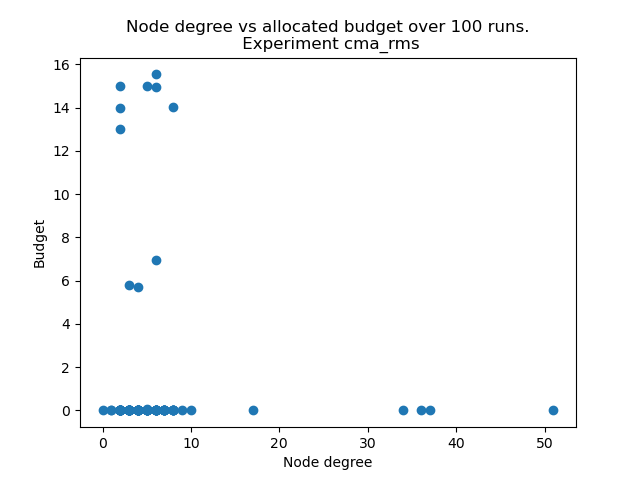 Node degree vs allocated budget over 100 runs.
Experiment cma_rms
16
14
12
10
8
6
4
2
0
Budget
0 10 20 30 40 50
Node degree